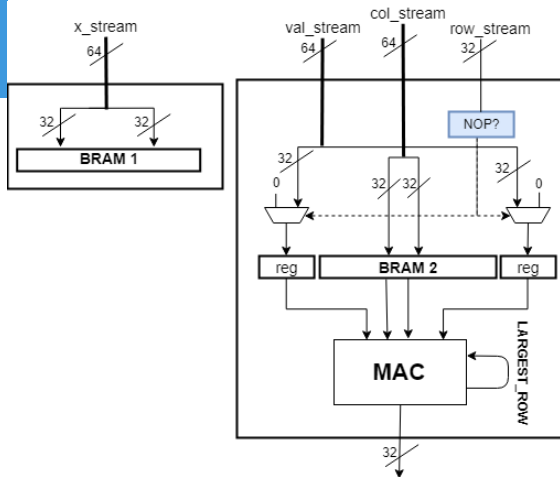 x_stream
val_stream
col_stream
row_stream
64
64
64
32
NOP?
32
32
BRAM 1
32
32
32
32
0
0
reg
BRAM 2
reg
MAC
LARGEST_ROW
32